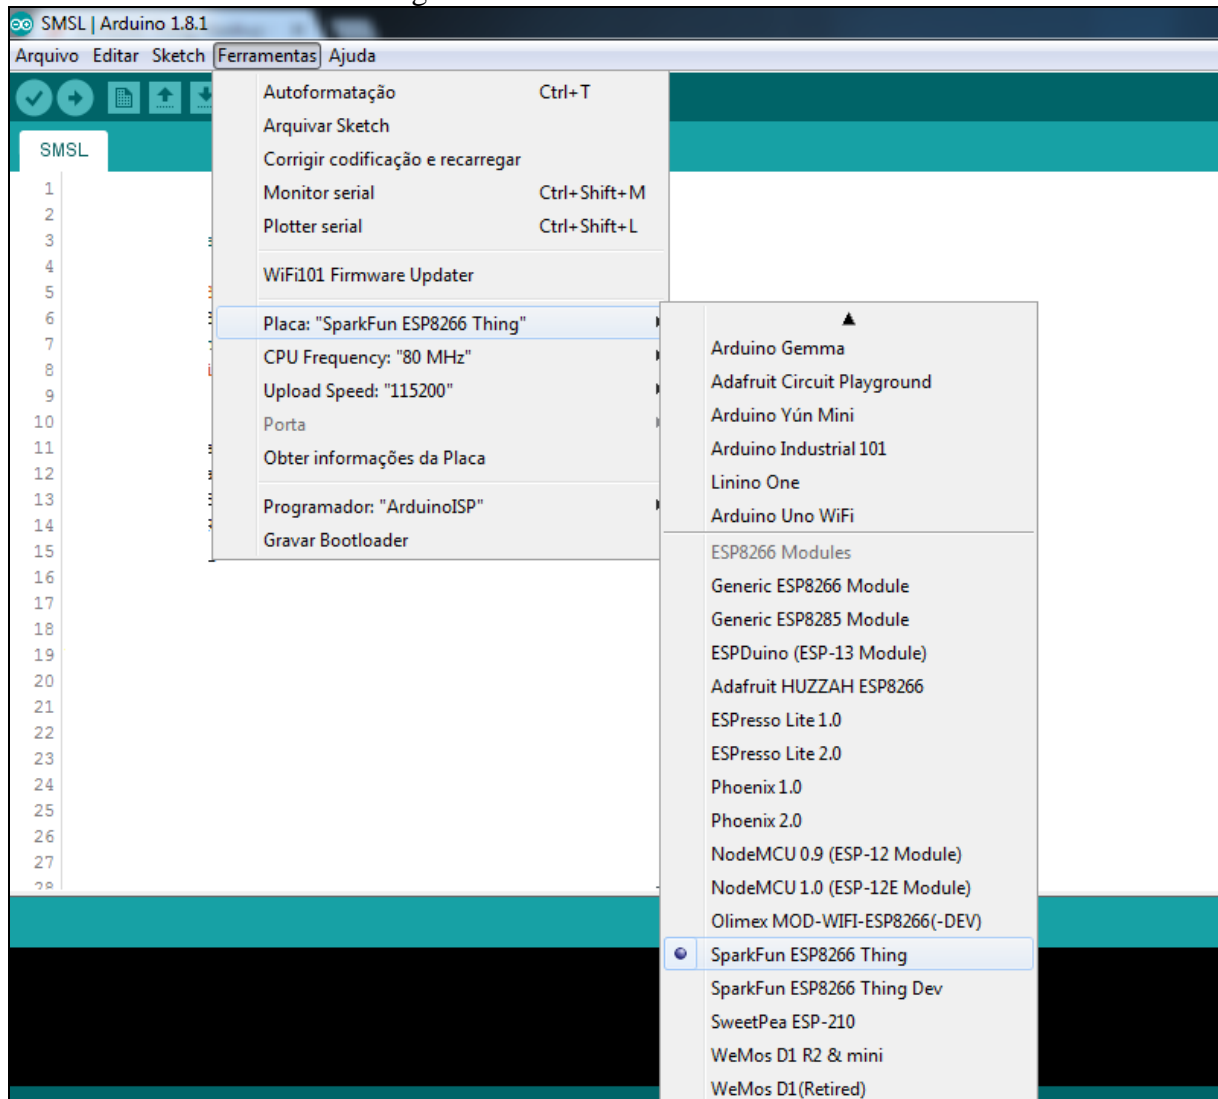 SMSL | Arduino 1.8.1
Arquivo Editar Sketch Ferramentas Ajuda
Autoformatação Ctrl+T
Arquivar Sketch
SMSL
Corrigir codificação e recarregar
Monitor serial Ctrl+Shift+M
Plotter serial Ctrl+Shift+L
WiFi101 Firmware Updater
Placa: "SparkFun ESP8266 Thing"
CPU Frequency: "80 MHz"
Upload Speed: "115200"
Porta
Obter informações da Placa
Programador: "ArduinoISP"
Gravar Bootloader
Arduino Gemma
Adafruit Circuit Playground
Arduino Yún Mini
Arduino Industrial 101
Linino One
Arduino Uno WiFi
ESP8266 Modules
Generic ESP8266 Module
Generic ESP8285 Module
ESPDuino (ESP-13 Module)
Adafruit HUZZAH ESP8266
ESPresso Lite 1.0
ESPresso Lite 2.0
Phoenix 1.0
Phoenix 2.0
NodeMCU 0.9 (ESP-12 Module)
NodeMCU 1.0 (ESP-12E Module)
Olimex MOD-WIFI-ESP8266(-DEV)
SparkFun ESP8266 Thing
SparkFun ESP8266 Thing Dev
SweetPea ESP-210
WeMos D1 R2 & mini
WeMos D1(Retired)
1
2
3
4
5
6
7
8
9
10
11
12
13
14
15
16
17
18
19
20
21
22
23
24
25
26
27
28